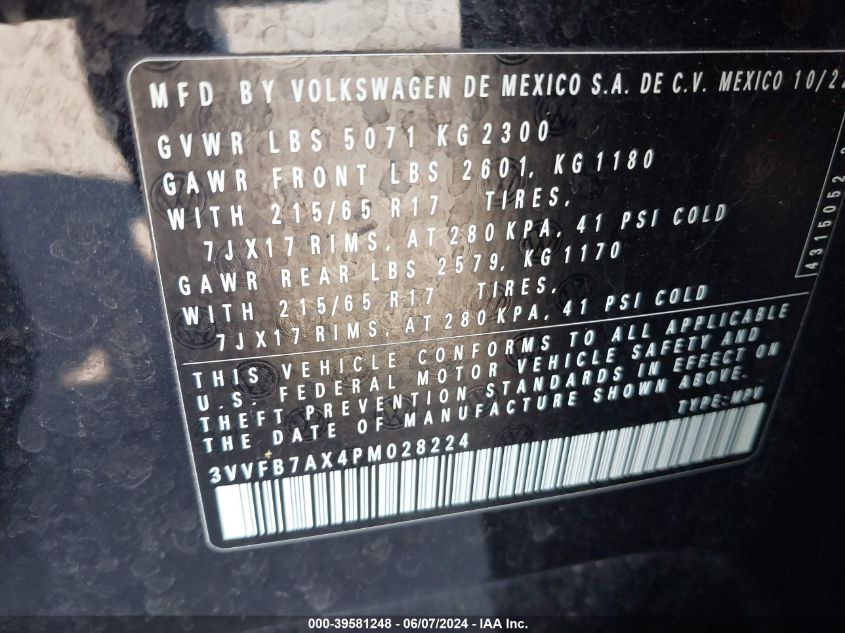 MFD BY VOLKSWAGEN DE MEXICO S.A. DE C.V. MEXICO 10/22
GVWR LBS 5071 KG 2300
GAWR FRONT LBS 2601, KG 1180
WITH 215/65 R17 TIRES,
7JX17 RIMS, AT 280 KPA, 41 PSI COLD
GAWR REAR LBS 2579, KG 1170
WITH 215/65 R17 TIRES,
7JX17 RIMS, AT 280 KPA, 41 PSI COLD
THIS VEHICLE CONFORMS TO ALL APPLICABLE
U.S. FEDERAL MOTOR VEHICLE SAFETY AND
THEFT PREVENTION STANDARDS IN EFFECT ON
THE DATE OF MANUFACTURE SHOWN ABOVE.
TYPE:MPV
3VVFB7AX4PM028224
4315052
000-39581248 - 06/07/2024 - IAA Inc.